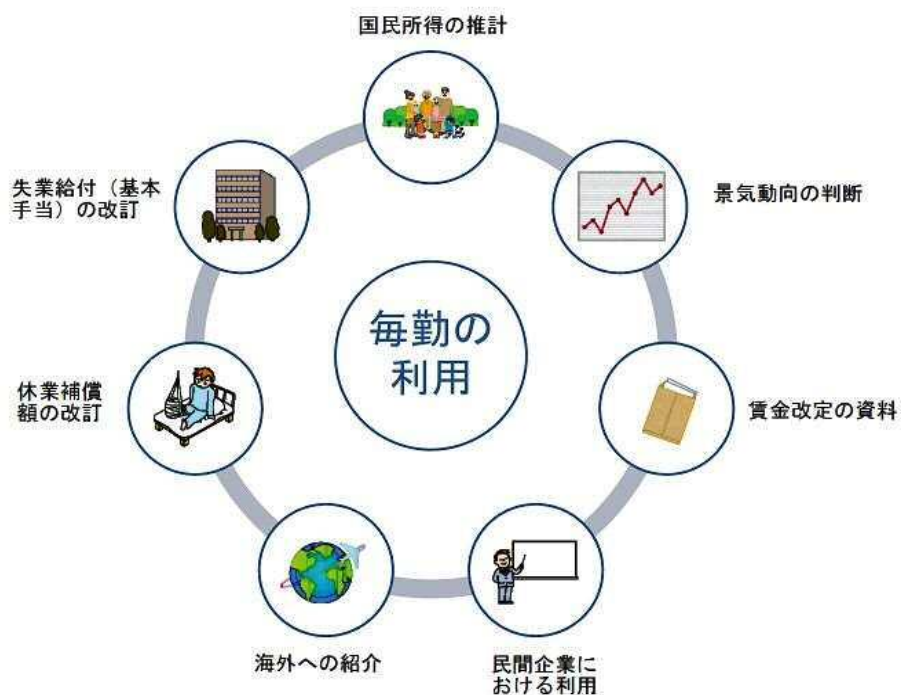 国民所得の推計
景気動向の判断
賃金改定の資料
民間企業に
おける利用
海外への紹介
休業補償
額の改訂
失業給付（基本
手当）の改訂
毎勤の
利用